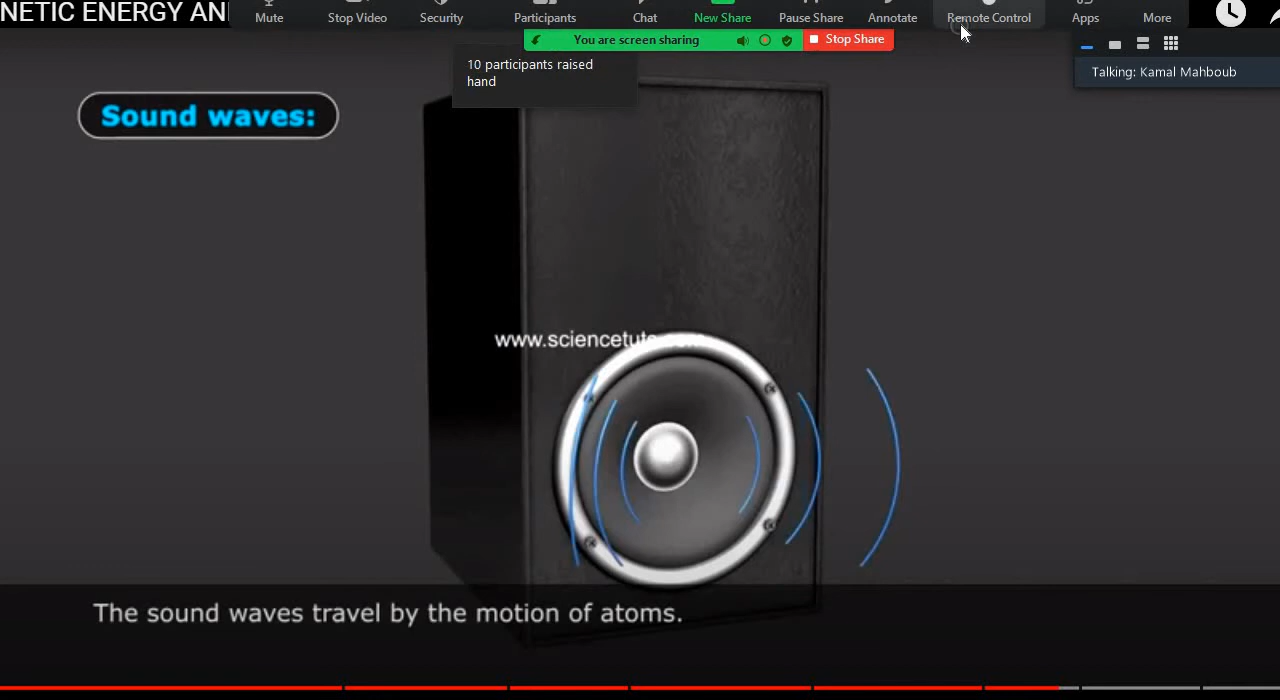 NETIC ENERGY AN
Mute
Stop Video
Security
Participants
Chat
New Share
Pause Share
Annotate
Remote Control
Apps
More
You are screen sharing
Stop Share
10 participants raised
hand
Talking: Kamal Mahboub
Sound waves:
www.sciencetuts.com
The sound waves travel by the motion of atoms.